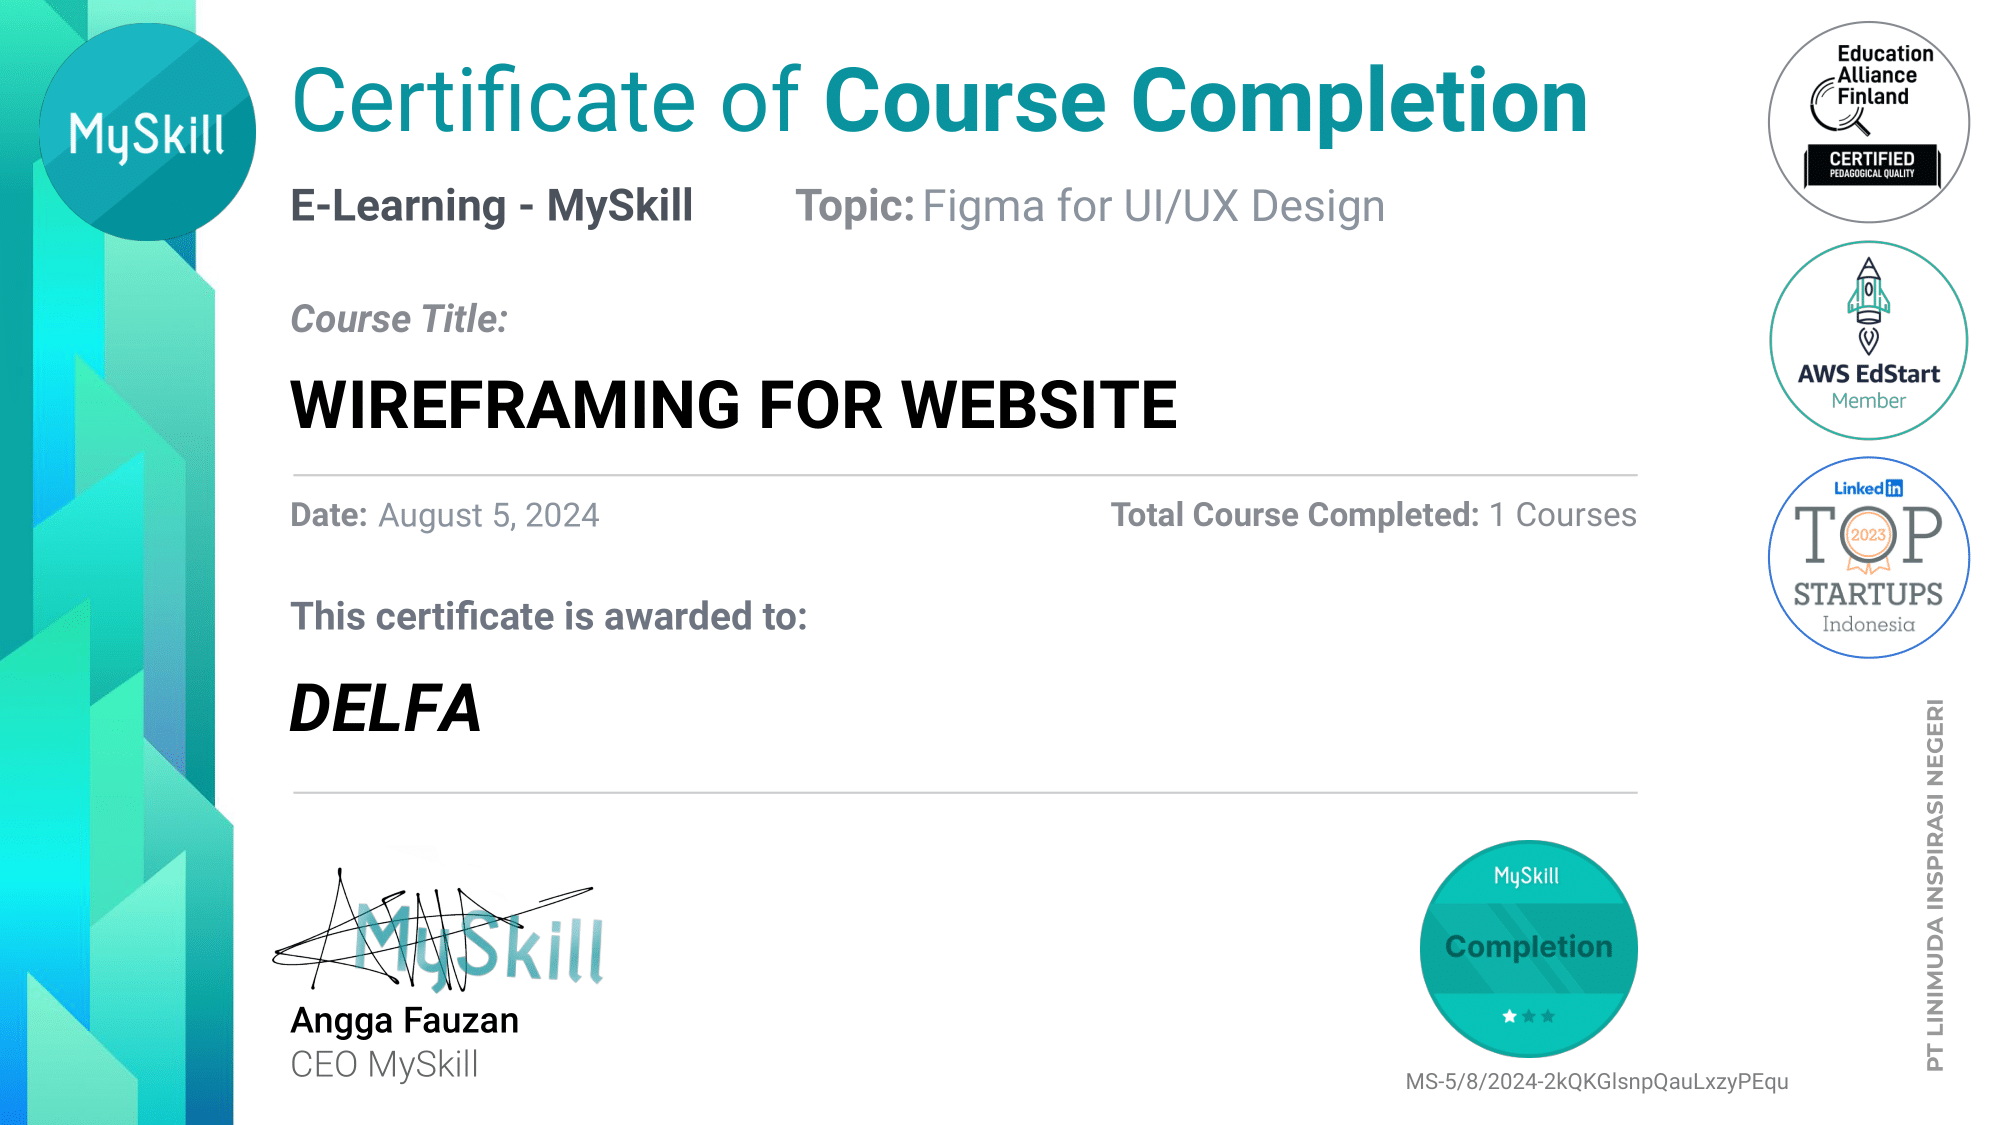 MySkill
Certificate of Course Completion
E-Learning - MySkill
Topic: Figma for UI/UX Design
Course Title:
WIREFRAMING FOR WEBSITE
Date: August 5, 2024
Total Course Completed: 1 Courses
This certificate is awarded to:
DELFA
MySkill
Angga Fauzan
CEO MySkill
MySkill
Completion
MS-5/8/2024-2kQKGlsnpQauLxzyPEqu
Education
Alliance
Finland
CERTIFIED
PEDAGOGICAL QUALITY
AWS EdStart
Member
LinkedIn
TOP
2023
STARTUPS
Indonesia
PT LINIMUDA INSPIRASI NEGERI